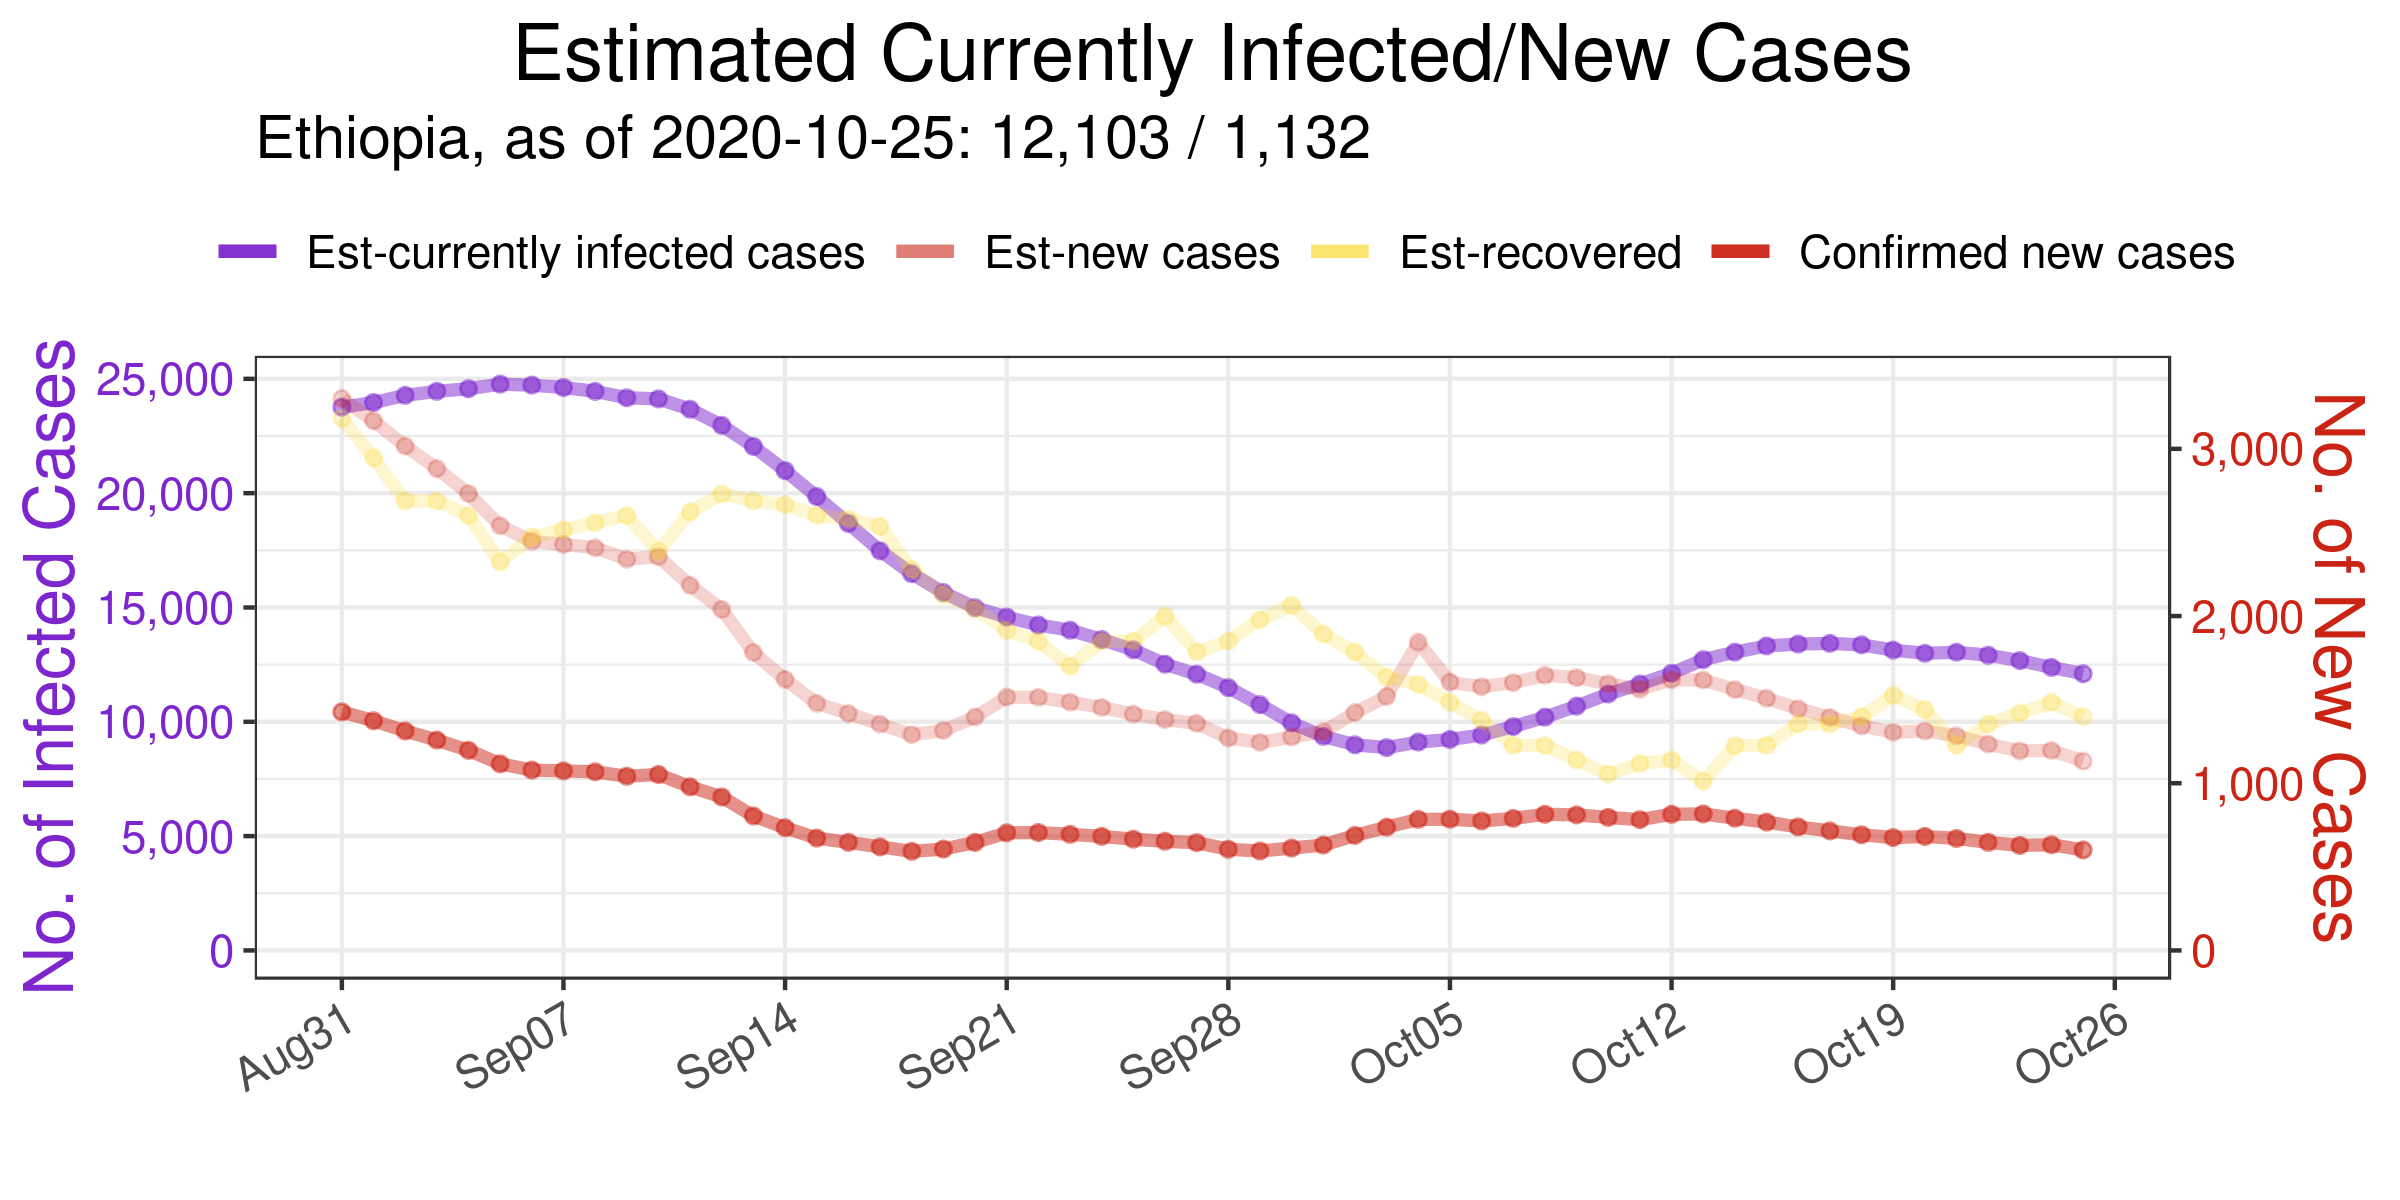 Estimated Currently Infected/New Cases
Ethiopia, as of 2020-10-25: 12,103 / 1,132
Est-currently infected cases Est-new cases Est-recovered Confirmed new cases
No. of Infected Cases
25,000
20,000
15,000
10,000
5,000
0
3,000
2,000
1,000
0
No. of New Cases
Aug31 Sep07 Sep14 Sep21 Sep28 Oct05 Oct12 Oct19 Oct26